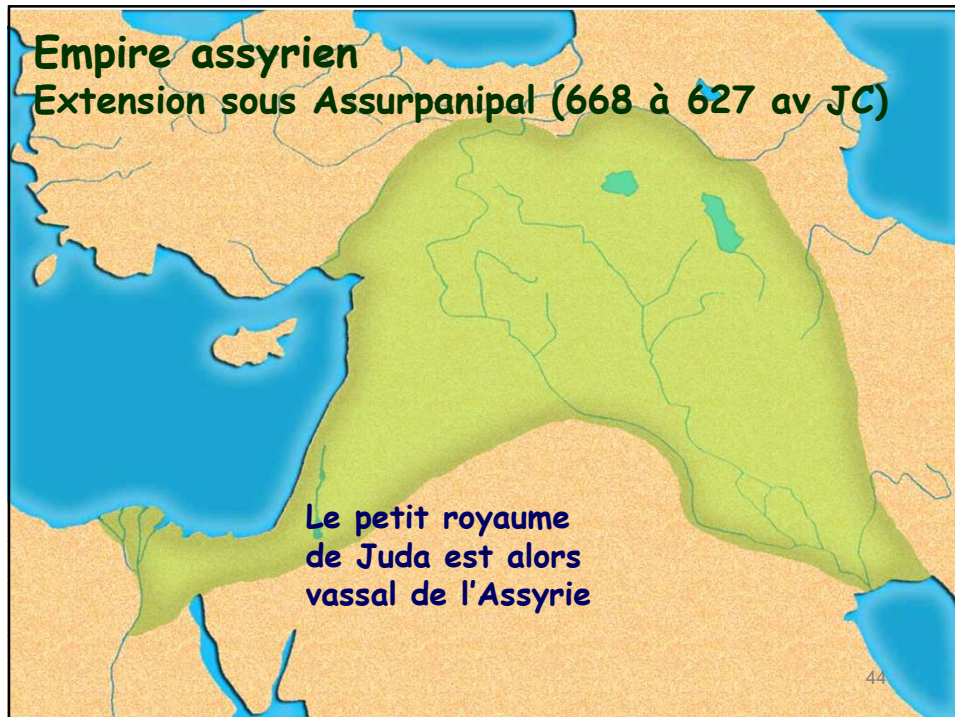 Empire assyrien
Extension sous Assurpanipal (668 à 627 av JC)
Le petit royaume
de Juda est alors
vassal de l'Assyrie
44